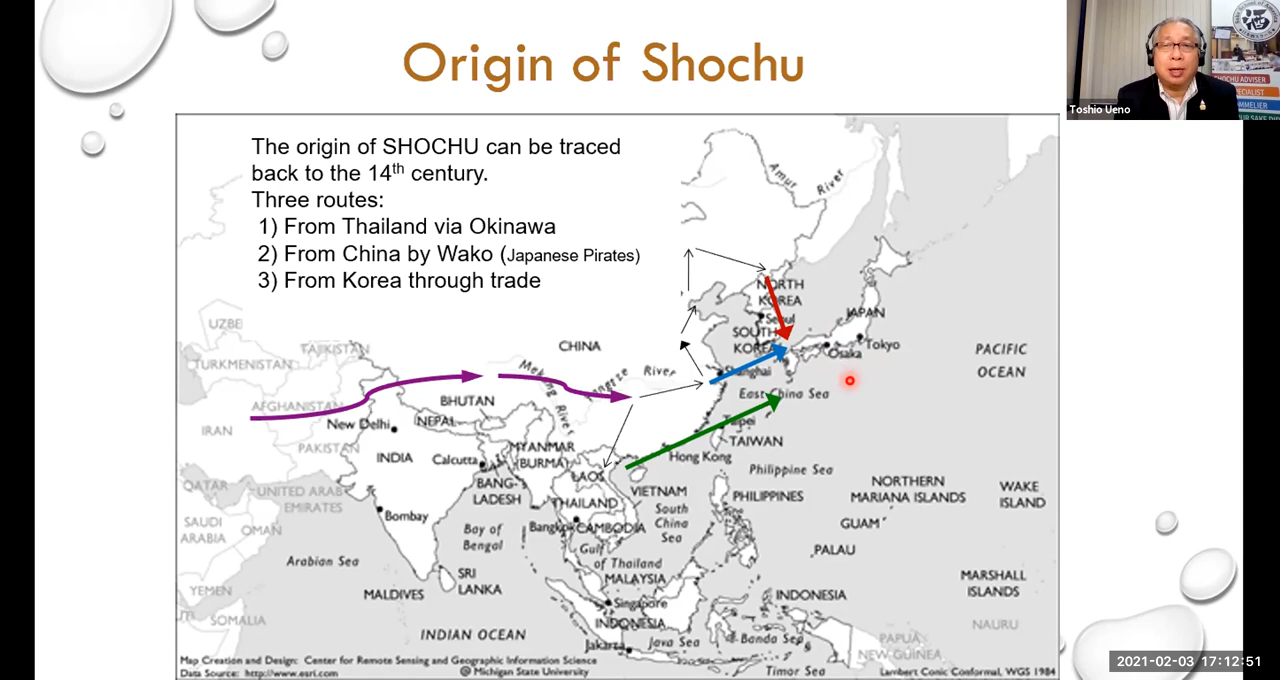 Origin of Shochu
The origin of SHOCHU can be traced
back to the 14th century.
Three routes:
1) From Thailand via Okinawa
2) From China by Wako (Japanese Pirates)
3) From Korea through trade
Toshio Ueno
SHOCHU ADVISER
Amur River
NORTH
KOREA
Seoul
SOUTH
KOREA
JAPAN
Tokyo
Osaka
UZBE
TURKMENISTAN
TAJIKISTAN
CHINA
PACIFIC
OCEAN
Shanghai
Mekong River
River
East China Sea
AFGHANISTAN
BHUTAN
NEPAL
New Delhi
IRAN
PAKISTAN
Taipei
TAIWAN
INDIA
Calcutta
MYANMAR
(BURMA)
Hong Kong
Philippine Sea
LAOS
BANG-
LADESH
QATAR
UNITED ARAB
EMIRATES
VIETNAM
PHILIPPINES
NORTHERN
MARIANA ISLANDS
WAKE
ISLAND
THAILAND
Bombay
SAUDI
ARABIA
OMAN
South
China
Sea
GUAM
Bay of
Bengal
Bangkok
CAMBODIA
Gulf
of Thailand
PALAU
Arabian Sea
SRI
LANKA
MALAYSIA
MARSHALL
ISLANDS
YEMEN
MALDIVES
Singapore
INDONESIA
SOMALIA
INDONESIA
NAURU
INDIAN OCEAN
Java Sea
Banda Sea
Jakarta
PAPUA
NEW GUINEA
Timor Sea
Map Creation and Design: Center for Remote Sensing and Geographic Information Science
Data Source: http://www.esri.com
@ Michigan State University
Lambert Conic Conformal, WGS 1984
2021-02-03 17:12:51